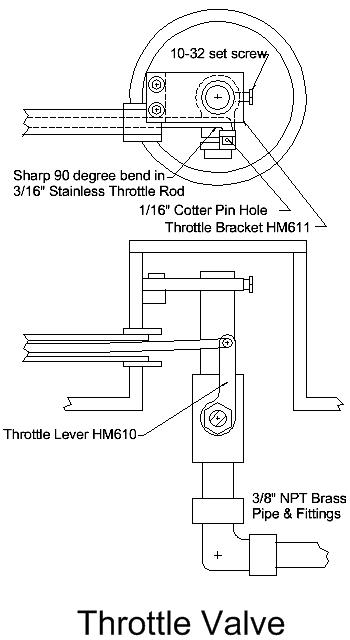 10-32 set screw
Sharp 90 degree bend in
3/16" Stainless Throttle Rod
1/16" Cotter Pin Hole
Throttle Bracket HM611
Throttle Lever HM610
3/8" NPT Brass
Pipe & Fittings
Throttle Valve